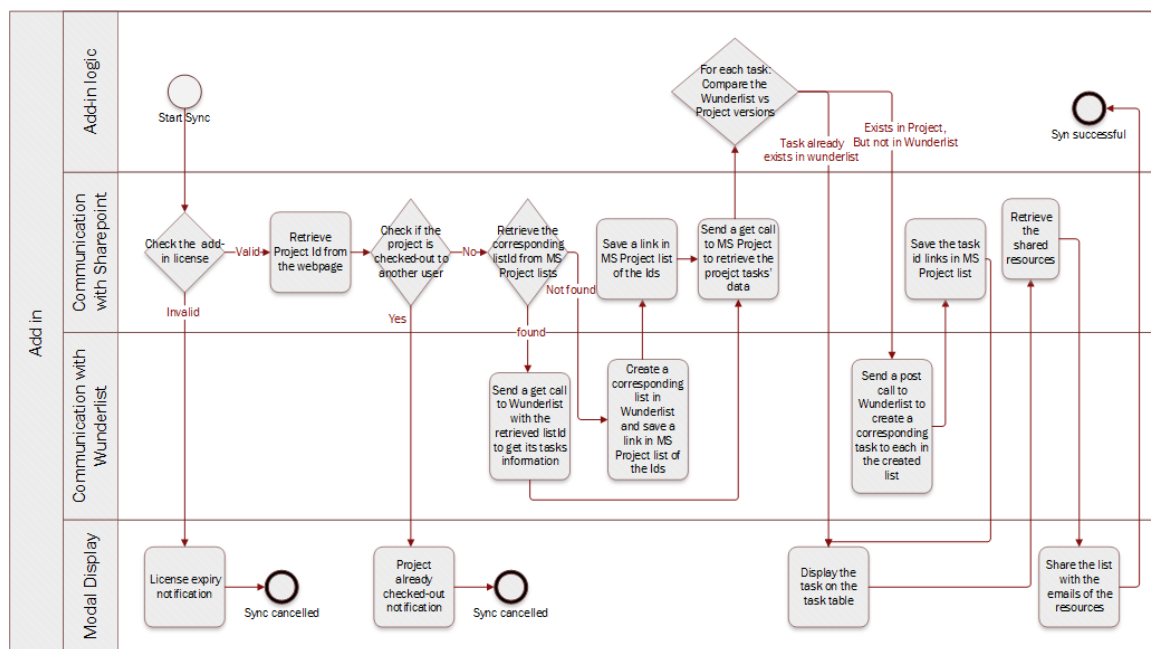 Add in
Add-in logic
Start Sync
For each task:
Compare the
Wunderlist vs
Project versions
Task already
exists in wunderlist
Exists in Project,
But not in Wunderlist
Syn successful
Communication
with Sharepoint
Check the add-
in license
Valid
Invalid
Retrieve
Project Id from
the webpage
Check if the
project is
checked-out to
another user
No
Yes
Retrieve the
corresponding
listId from MS
Project lists
Not found
found
Save a link in
MS Project list
of the Ids
Send a get call
to MS Project
to retrieve the
proejct tasks'
data
Save the task
id links in MS
Project list
Retrieve
the
shared
resources
Communication with
Wunderlist
Send a get call
to Wunderlist
with the
retrieved listId
to get its tasks
information
Create a
corresponding
list in
Wunderlist
and save a
link in MS
Project list of
the Ids
Send a post
call to
Wunderlist to
create a
corresponding
task to each in
the created
list
Modal Display
License expiry
notification
Sync cancelled
Project
already
checked-out
notification
Sync cancelled
Display the
task on the
task table
Share the list
with the
emails of the
resources